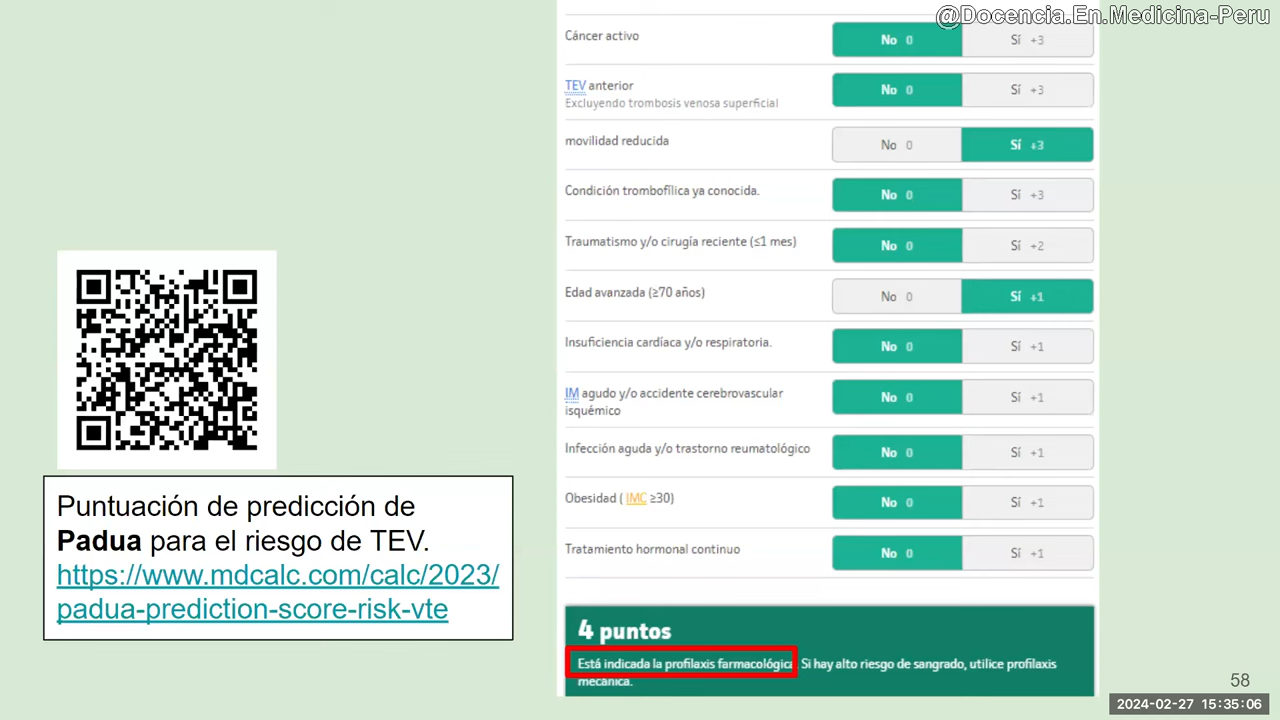 @Docencia.En.Medicina-Peru
Cáncer activo
No 0
Sí +3
TEV anterior
Excluyendo trombosis venosa superficial
No 0
Sí +3
movilidad reducida
No 0
Sí +3
Condición trombofílica ya conocida.
No 0
Sí +3
Traumatismo y/o cirugía reciente (≤1 mes)
No 0
Sí +2
Edad avanzada (≥70 años)
No 0
Sí +1
Insuficiencia cardíaca y/o respiratoria.
No 0
Sí +1
IM agudo y/o accidente cerebrovascular
isquémico
No 0
Sí +1
Infección aguda y/o trastorno reumatológico
No 0
Sí +1
Obesidad ( IMC ≥30)
No 0
Sí +1
Tratamiento hormonal continuo
No 0
Sí +1
4 puntos
Está indicada la profilaxis farmacológica. Si hay alto riesgo de sangrado, utilice profilaxis
mecánica.
Puntuación de predicción de
Padua para el riesgo de TEV.
https://www.mdcalc.com/calc/2023/
padua-prediction-score-risk-vte
58
2024-02-27 15:35:06